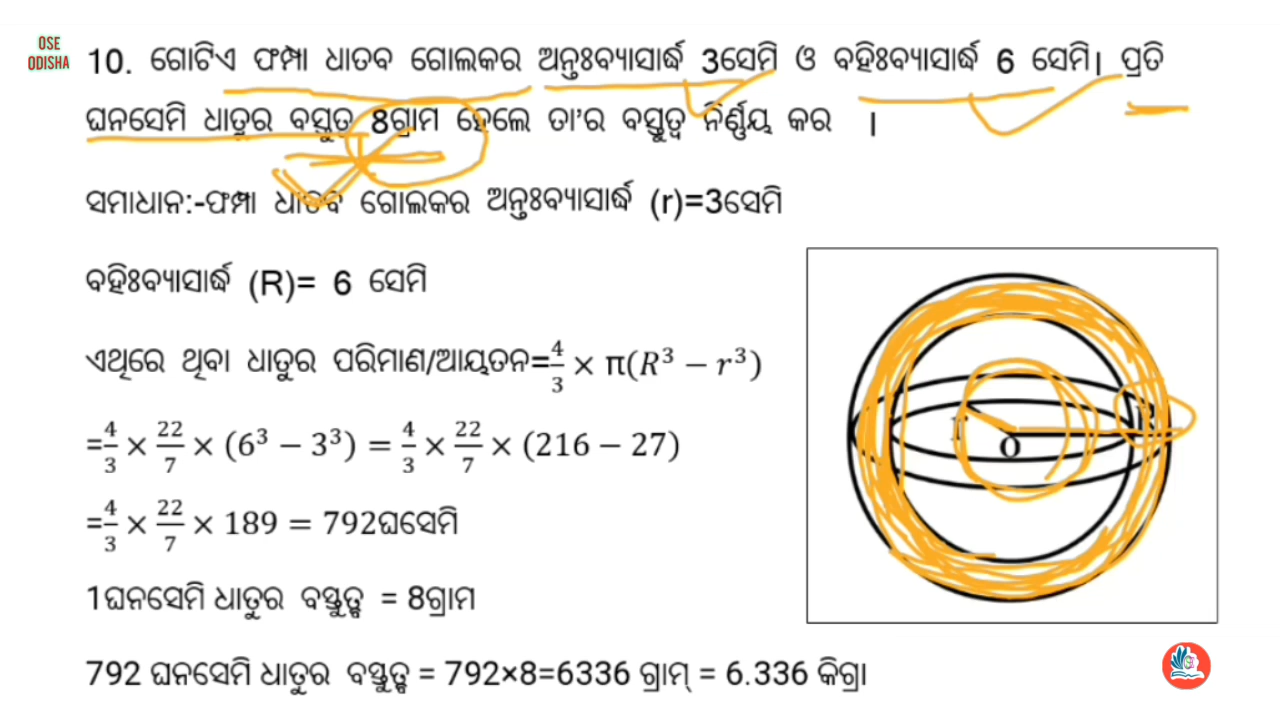 OSE
ODISHA
10. ଗୋଟିଏ ଫମ୍ପା ଧାତବ ଗୋଲକର ଅନ୍ତଃବ୍ୟାସାର୍ଦ୍ଧ 3ସେମି ଓ ବହିଃବ୍ୟାସାର୍ଦ୍ଧ 6 ସେମି। ପ୍ରତି
ଘନସେମି ଧାତୁର ବସ୍ତୁତ୍ଵ 8ଗ୍ରାମ ହେଲେ ତା'ର ବସ୍ତୁତ୍ଵ ନିର୍ଣ୍ଣୟ କର ।
ସମାଧାନ:-ଫମ୍ପା ଧାତବ ଗୋଲକର ଅନ୍ତଃବ୍ୟାସାର୍ଦ୍ଧ (r)=3ସେମି
ବହିଃବ୍ୟାସାର୍ଦ୍ଧ (R)= 6 ସେମି
ଏଥିରେ ଥିବା ଧାତୁର ପରିମାଣ/ଆୟତନ=4/3 × π(R³ − r³)
=4/3 × 22/7 × (6³ − 3³) = 4/3 × 22/7 × (216 − 27)
=4/3 × 22/7 × 189 = 792ଘସେମି
1ଘନସେମି ଧାତୁର ବସ୍ତୁତ୍ଵ = 8ଗ୍ରାମ
792 ଘନସେମି ଧାତୁର ବସ୍ତୁତ୍ଵ = 792×8=6336 ଗ୍ରାମ୍ = 6.336 କିଗ୍ରା
r
O
R